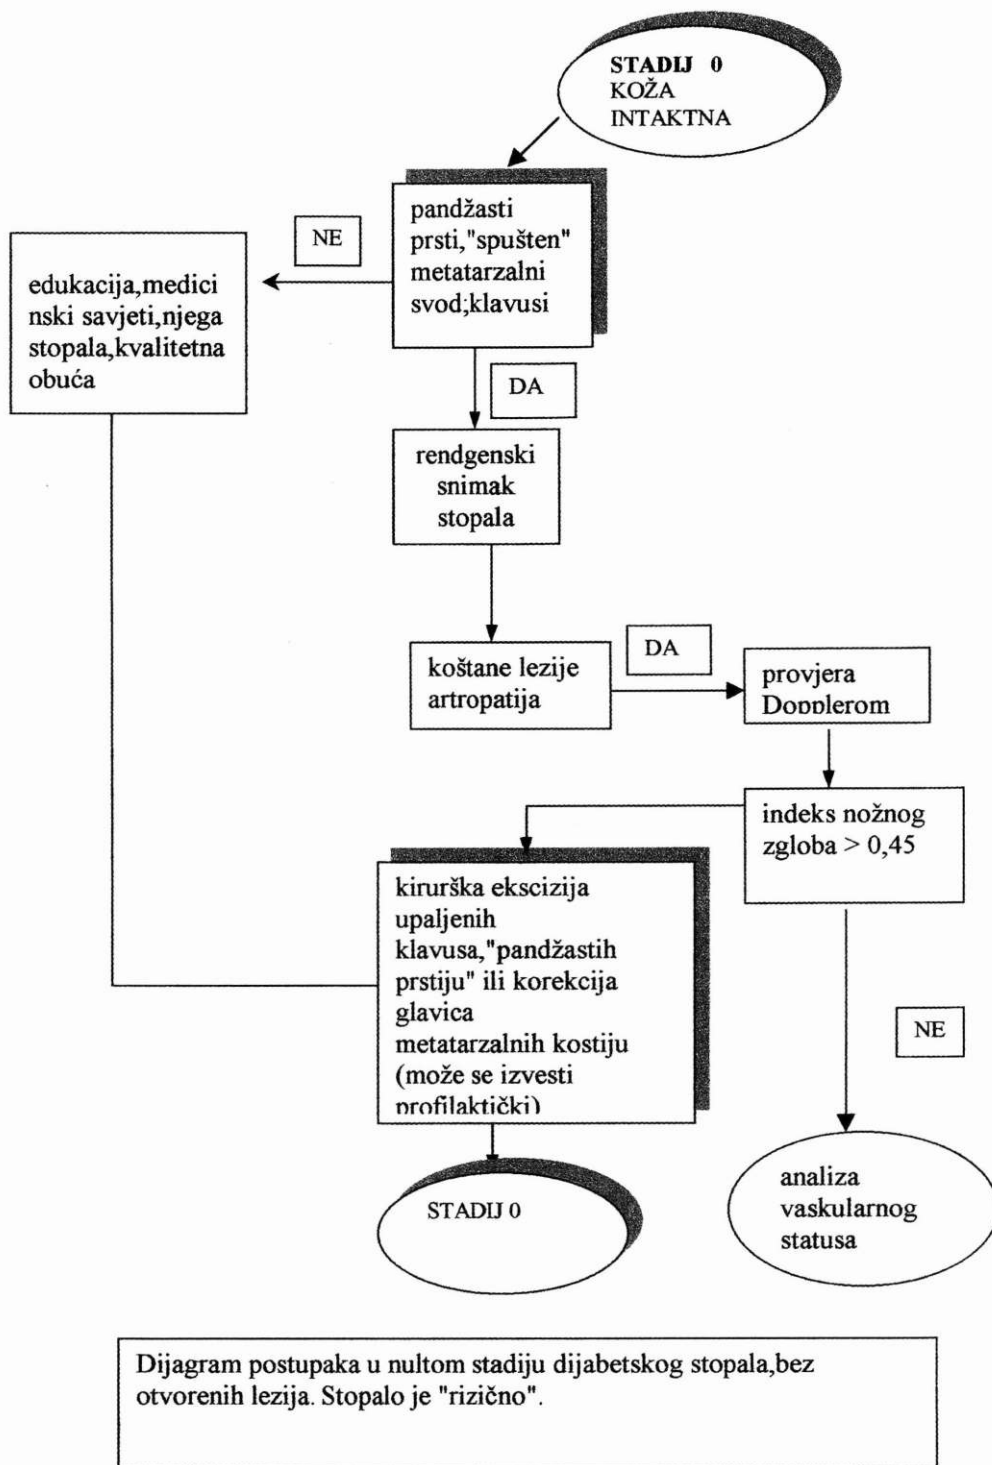 STADIJ 0
KOŽA
INTAKTNA
pandžasti
prsti,"spušten"
metatarzalni
svod;klavusi
NE
edukacija,medici
nski savjeti,njega
stopala,kvalitetna
obuća
DA
rendgenski
snimak
stopala
koštane lezije
artropatija
DA
provjera
Dopplerom
indeks nožnog
zgloba > 0,45
kirurška ekscizija
upaljenih
klavusa,"pandžastih
prstiju" ili korekcija
glavica
metatarzalnih kostiju
(može se izvesti
profilaktički)
NE
STADIJ 0
analiza
vaskularnog
statusa
Dijagram postupaka u nultom stadiju dijabetskog stopala,bez
otvorenih lezija. Stopalo je "rizično".